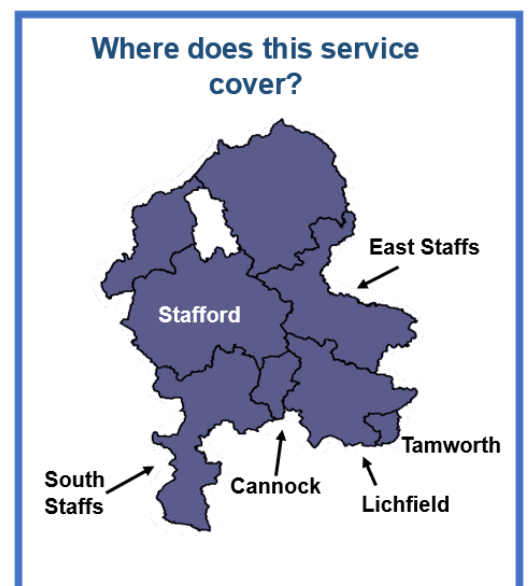 Where does this service
cover?
East Staffs
Stafford
Tamworth
South
Staffs
Cannock
Lichfield